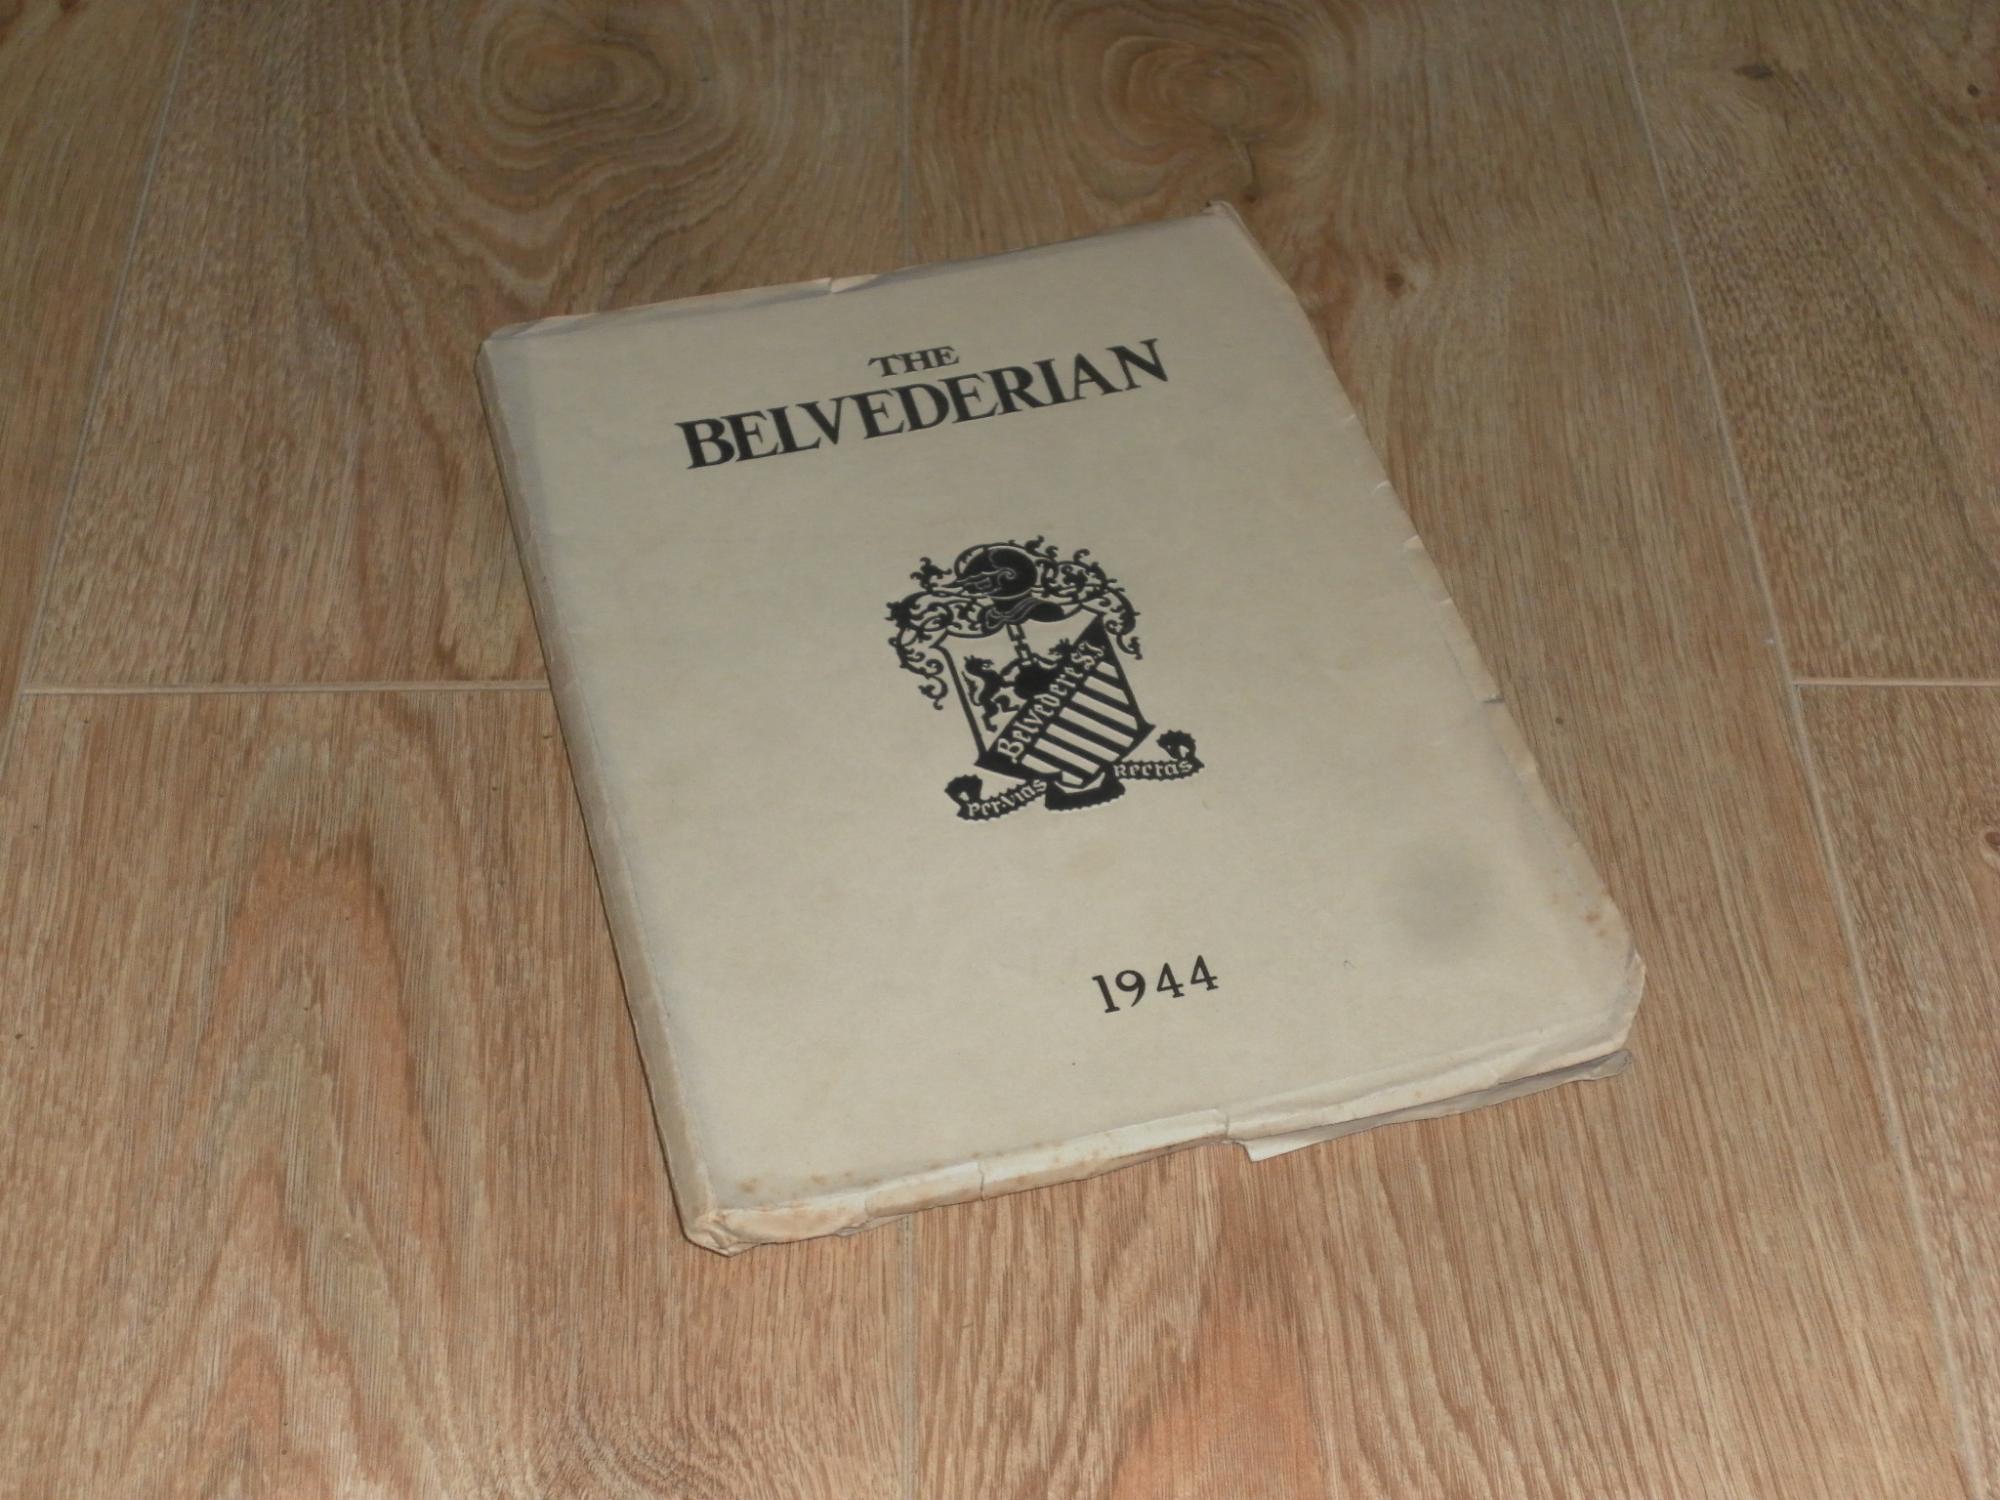 THE
BELVEDERIAN
Belvedere S.J
Per·Vias Rectas
1944